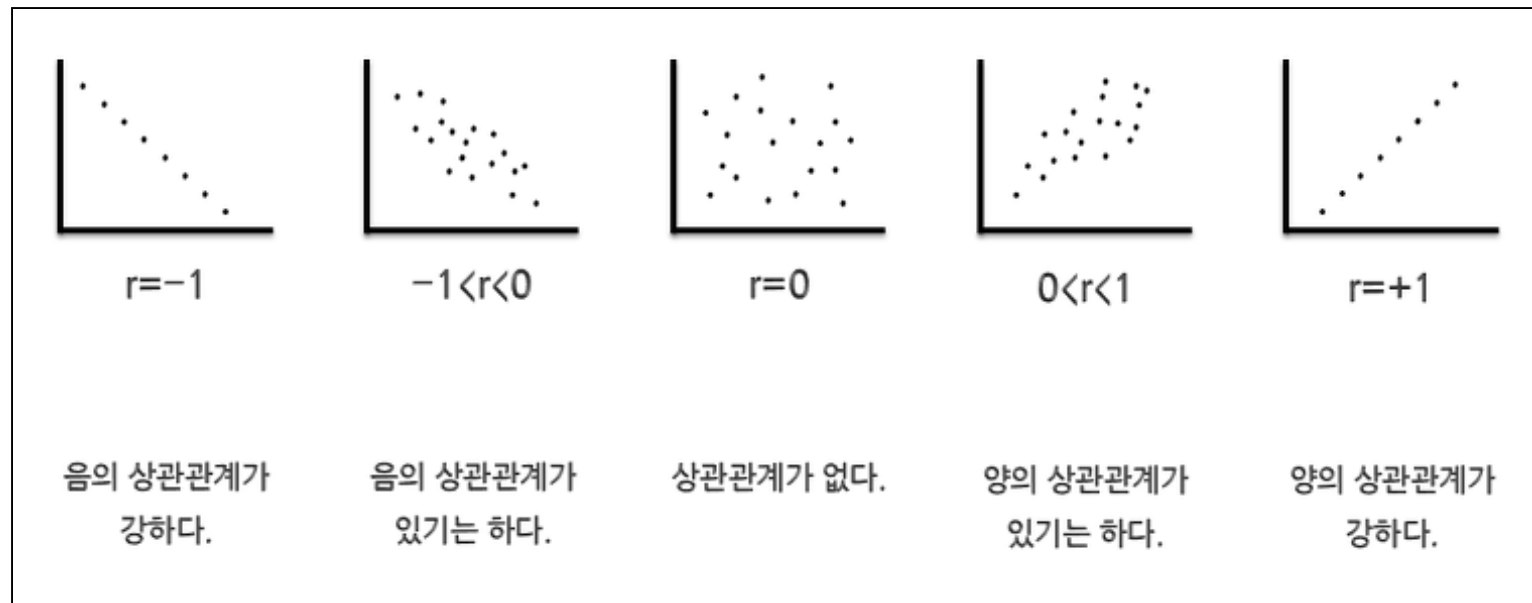 r=-1
-1<r<0
r=0
0<r<1
r=+1
음의 상관관계가
강하다.
음의 상관관계가
있기는 하다.
상관관계가 없다.
양의 상관관계가
있기는 하다.
양의 상관관계가
강하다.